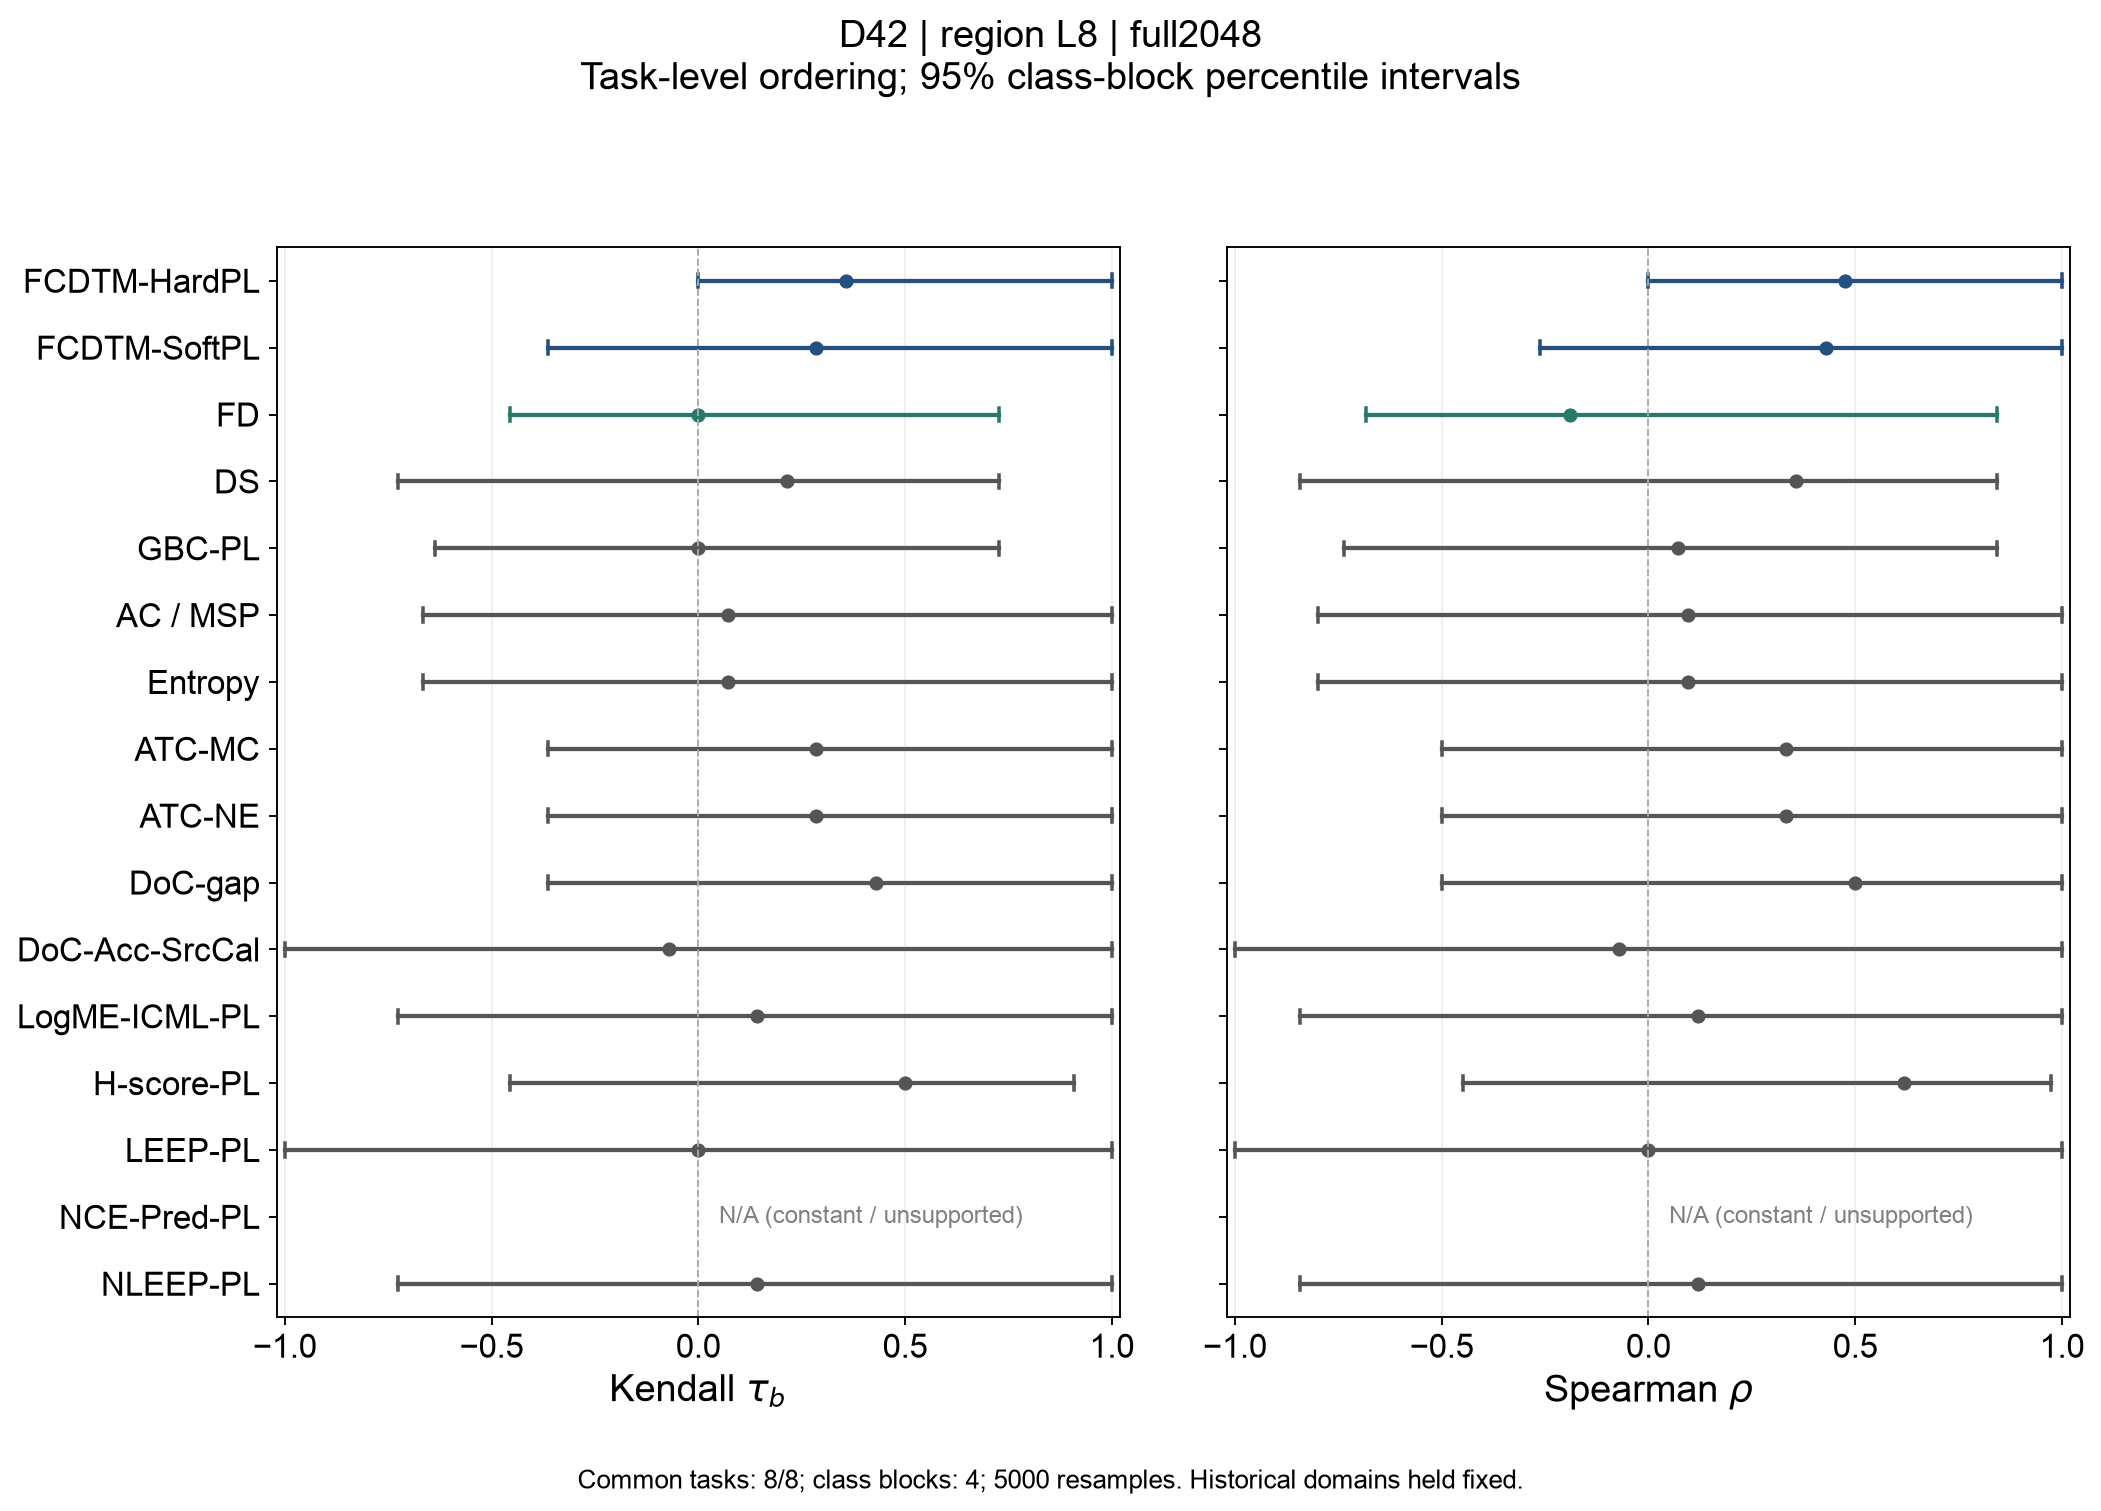 D42 | region L8 | full2048
Task-level ordering; 95% class-block percentile intervals
FCDTM-HardPL
FCDTM-SoftPL
FD
DS
GBC-PL
AC / MSP
Entropy
ATC-MC
ATC-NE
DoC-gap
DoC-Acc-SrcCal
LogME-ICML-PL
H-score-PL
LEEP-PL
NCE-Pred-PL
NLEEP-PL
N/A (constant / unsupported)
−1.0 −0.5 0.0 0.5 1.0
Kendall τ_b
N/A (constant / unsupported)
−1.0 −0.5 0.0 0.5 1.0
Spearman ρ
Common tasks: 8/8; class blocks: 4; 5000 resamples. Historical domains held fixed.